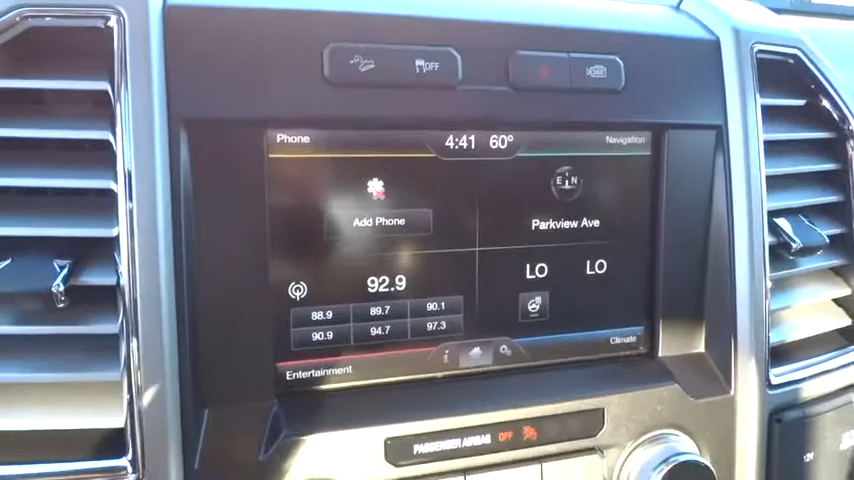 OFF
Phone 4:41 60° Navigation
Add Phone
E N
Parkview Ave
92.9
LO LO
88.9 89.7 90.1
90.9 94.7 97.3
Entertainment i Climate
PASSENGER AIRBAG OFF
12V